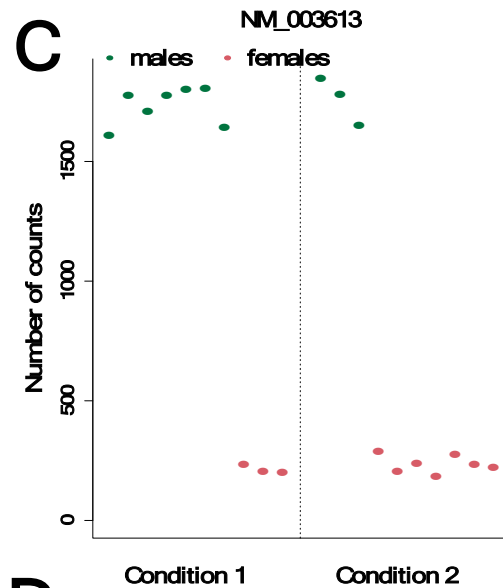 C
NM_003613
males
females
Number of counts
1500
1000
500
0
Condition 1
Condition 2